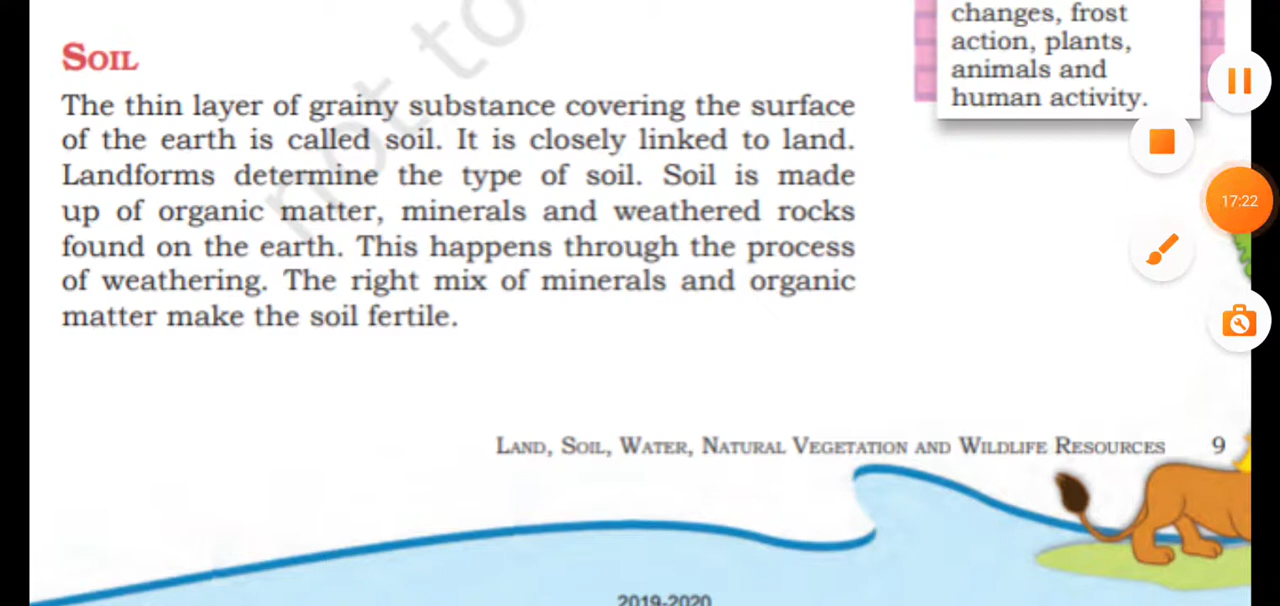 changes, frost
action, plants,
animals and
human activity.
SOIL
The thin layer of grainy substance covering the surface
of the earth is called soil. It is closely linked to land.
Landforms determine the type of soil. Soil is made
up of organic matter, minerals and weathered rocks
found on the earth. This happens through the process
of weathering. The right mix of minerals and organic
matter make the soil fertile.
not to
17:22
LAND, SOIL, WATER, NATURAL VEGETATION AND WILDLIFE RESOURCES 9
2019-2020